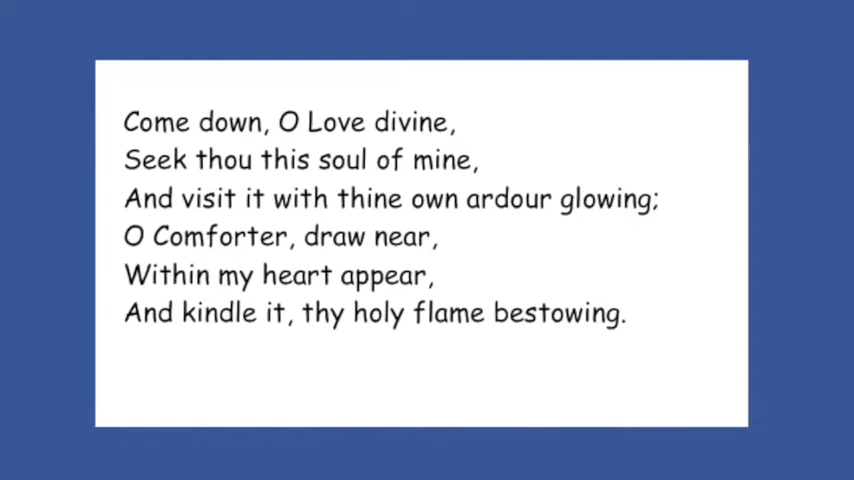 Come down, O Love divine,
Seek thou this soul of mine,
And visit it with thine own ardour glowing;
O Comforter, draw near,
Within my heart appear,
And kindle it, thy holy flame bestowing.